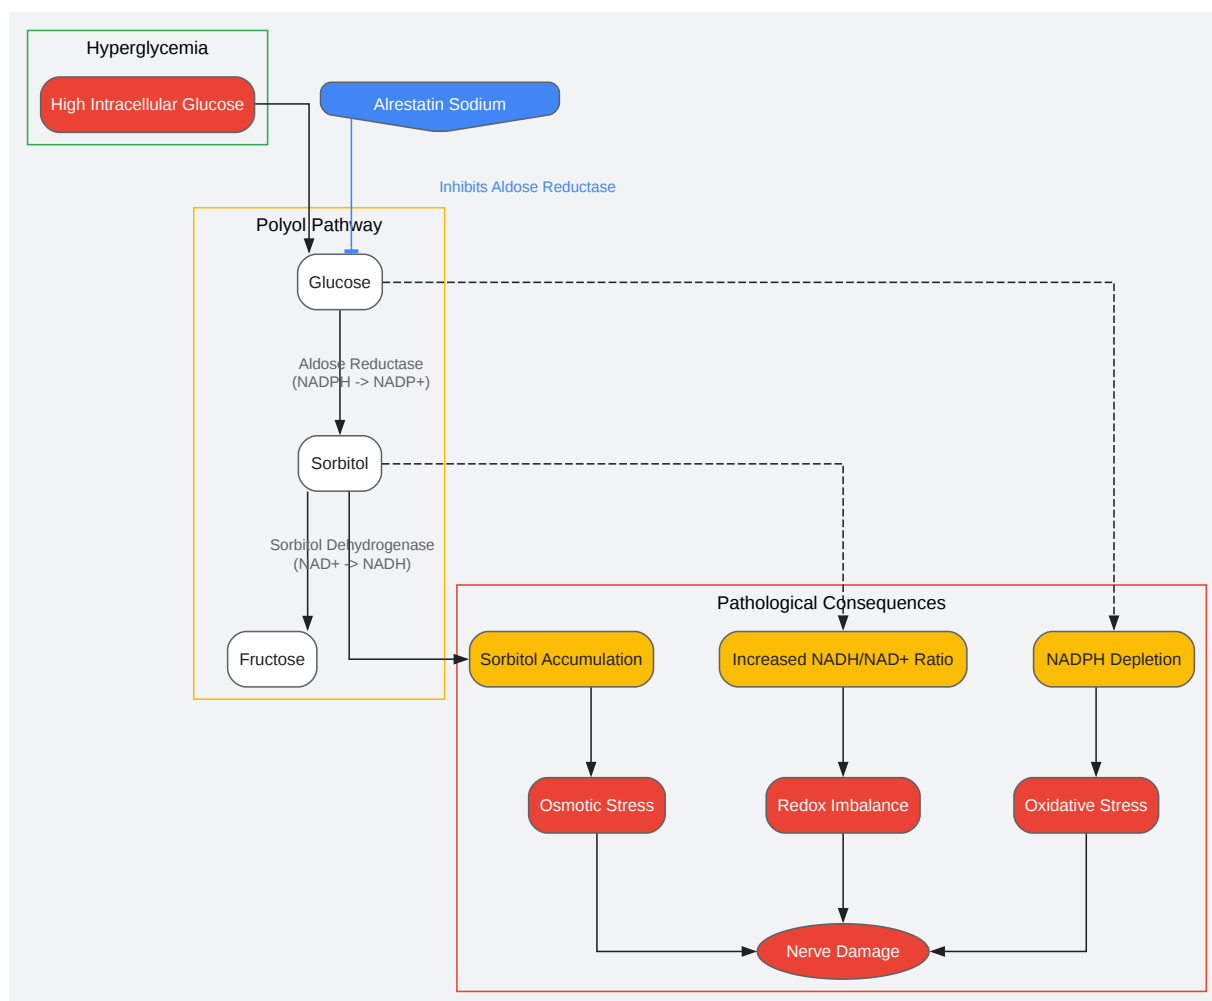 Hyperglycemia
High Intracellular Glucose
Alrestatin Sodium
Inhibits Aldose Reductase
Polyol Pathway
Glucose
Aldose Reductase
(NADPH -> NADP+)
Sorbitol
Sorbitol Dehydrogenase
(NAD+ -> NADH)
Fructose
Pathological Consequences
Sorbitol Accumulation
Increased NADH/NAD+ Ratio
NADPH Depletion
Osmotic Stress
Redox Imbalance
Oxidative Stress
Nerve Damage